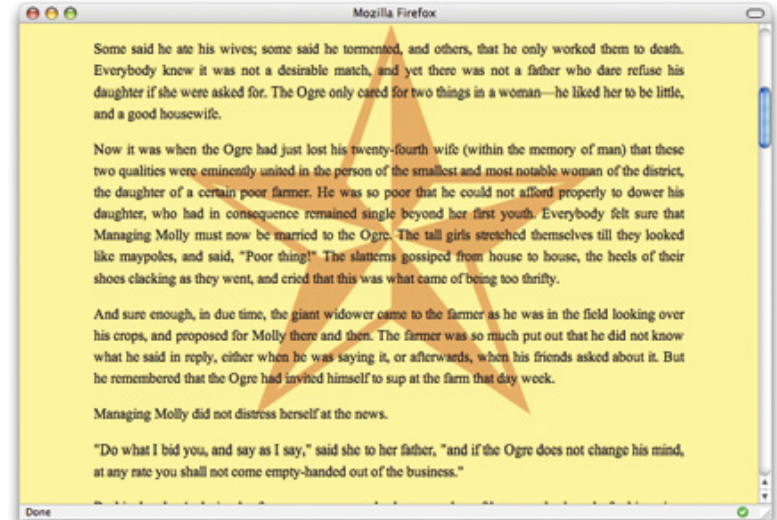 Mozilla Firefox
Some said he ate his wives; some said he tormented, and others, that he only worked them to death.
Everybody knew it was not a desirable match, and yet there was not a father who dare refuse his
daughter if she were asked for. The Ogre only cared for two things in a woman—he liked her to be little,
and a good housewife.
Now it was when the Ogre had just lost his twenty-fourth wife (within the memory of man) that these
two qualities were eminently united in the person of the smallest and most notable woman of the district,
the daughter of a certain poor farmer. He was so poor that he could not afford properly to dower his
daughter, who had in consequence remained single beyond her first youth. Everybody felt sure that
Managing Molly must now be married to the Ogre. The tall girls stretched themselves till they looked
like maypoles, and said, "Poor thing!" The slatterns gossiped from house to house, the heels of their
shoes clacking as they went, and cried that this was what came of being too thrifty.
And sure enough, in due time, the giant widower came to the farmer as he was in the field looking over
his crops, and proposed for Molly there and then. The farmer was so much put out that he did not know
what he said in reply, either when he was saying it, or afterwards, when his friends asked about it. But
he remembered that the Ogre had invited himself to sup at the farm that day week.
Managing Molly did not distress herself at the news.
"Do what I bid you, and say as I say," said she to her father, "and if the Ogre does not change his mind,
at any rate you shall not come empty-handed out of the business."
Done